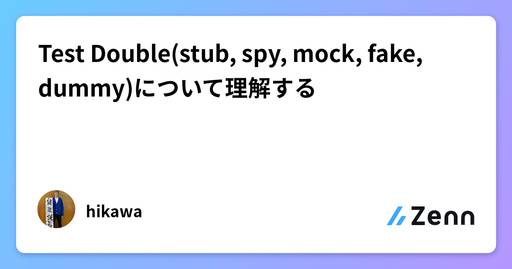 Test Double(stub, spy, mock, fake,
dummy)について理解する
hikawa
Zenn